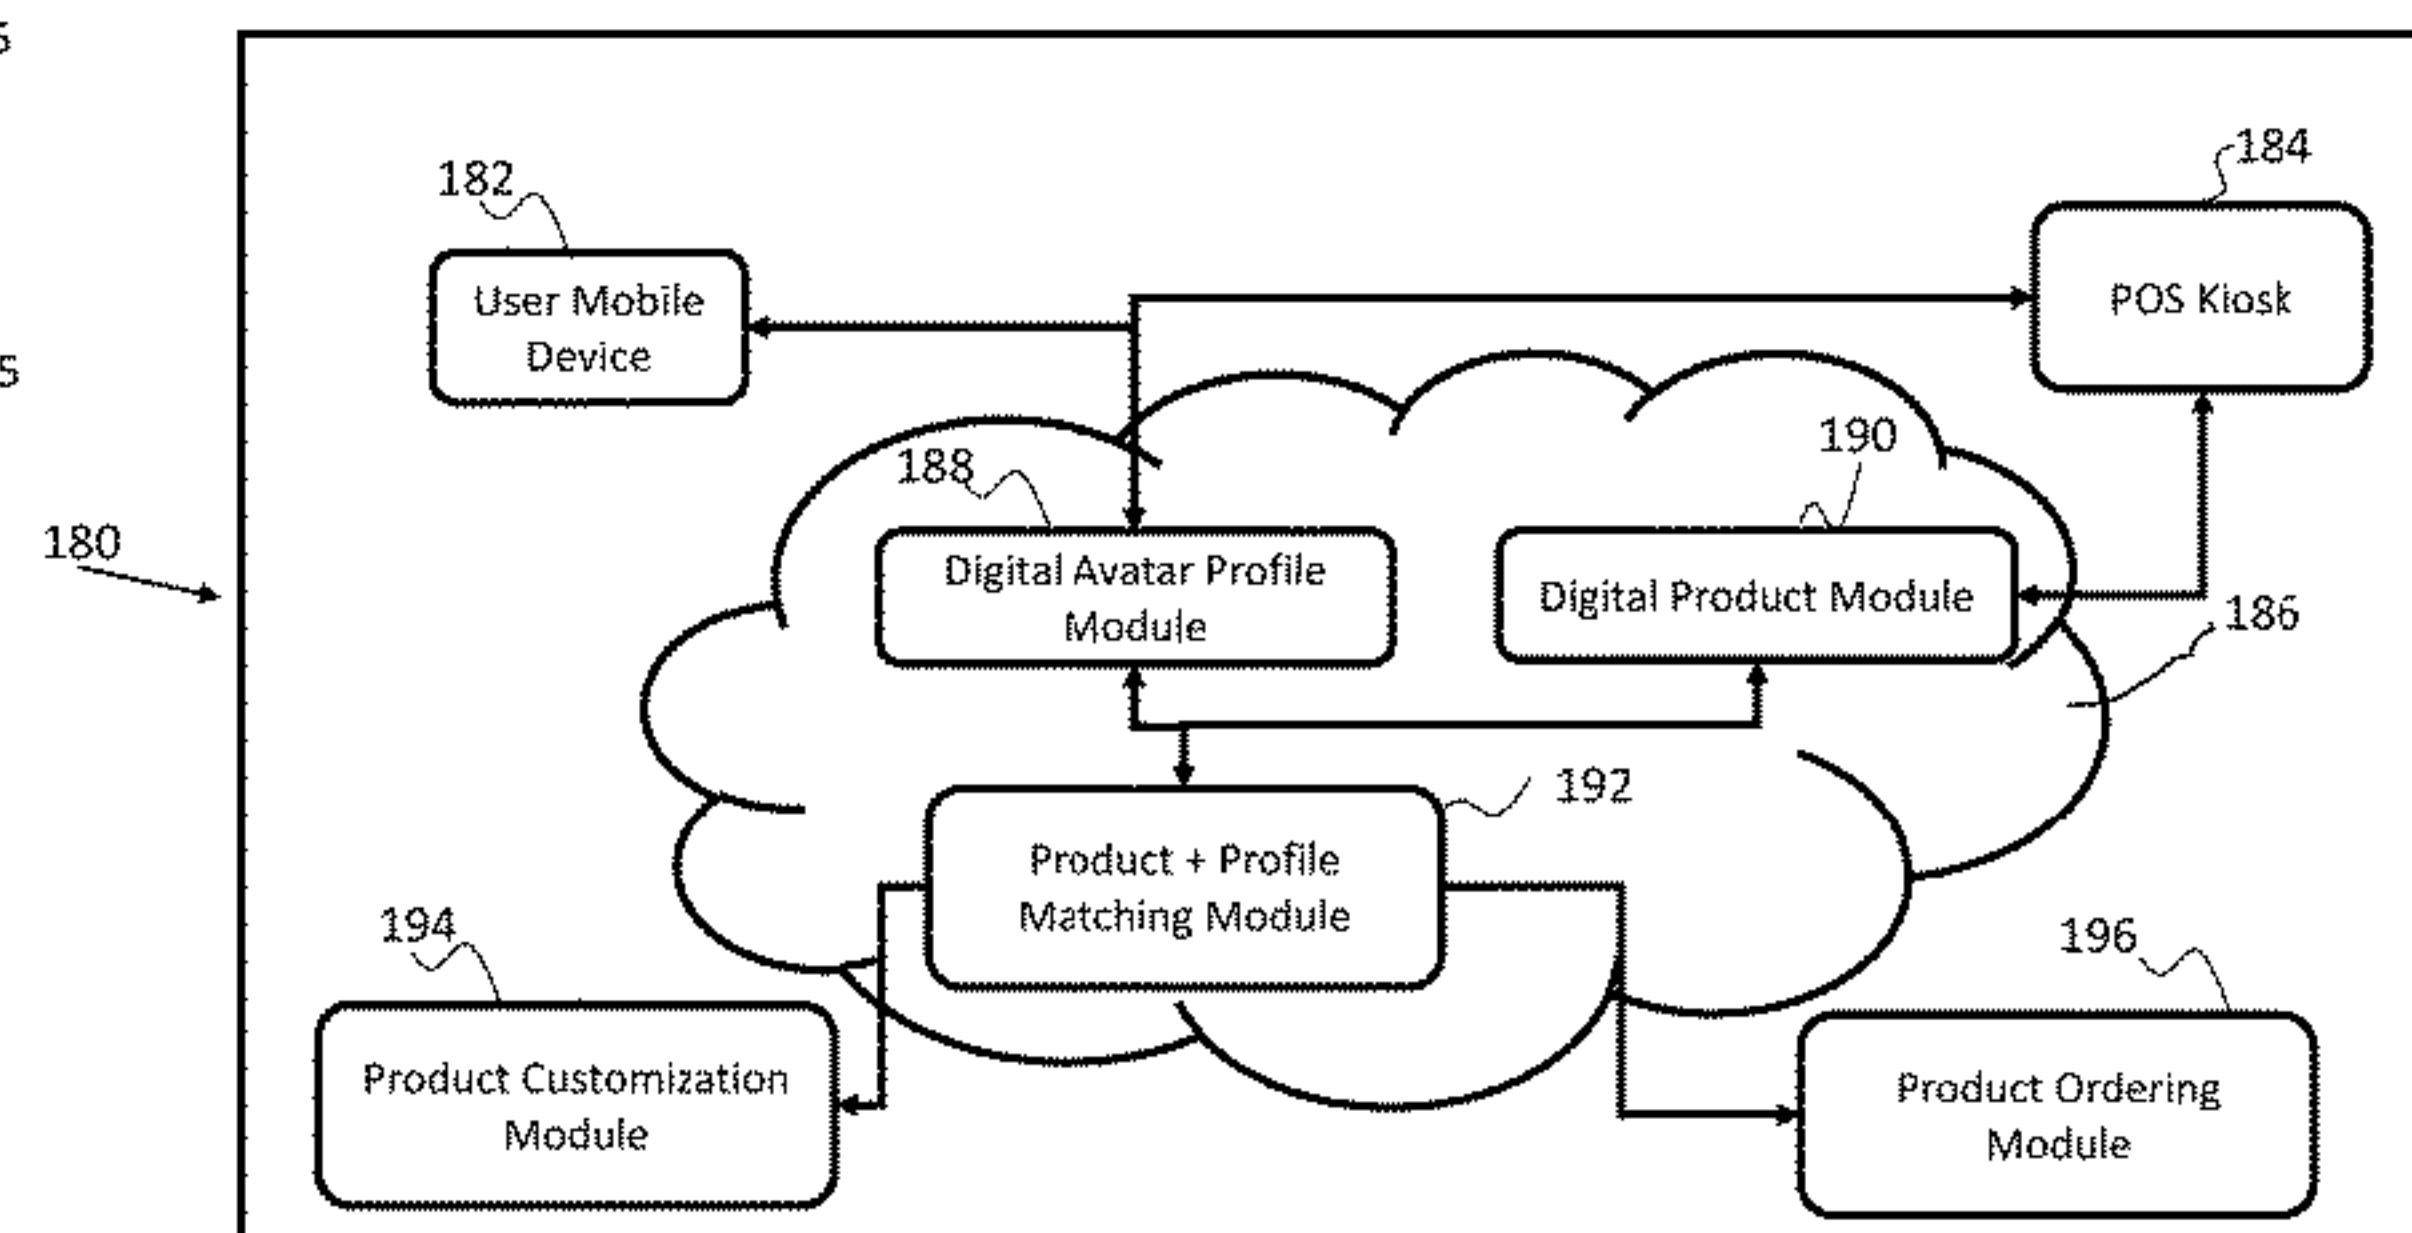 184
182
User Mobile
Device
POS Kiosk
190
188
180
Digital Avatar Profile
Module
Digital Product Module
186
192
Product + Profile
Matching Module
194
196
Product Customization
Module
Product Ordering
Module